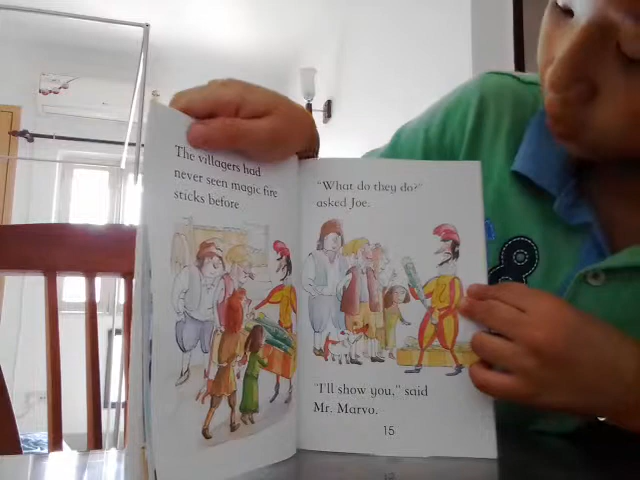 The villagers had
never seen magic fire
sticks before.
"What do they do?"
asked Joe.
"I'll show you," said
Mr. Marvo.
15